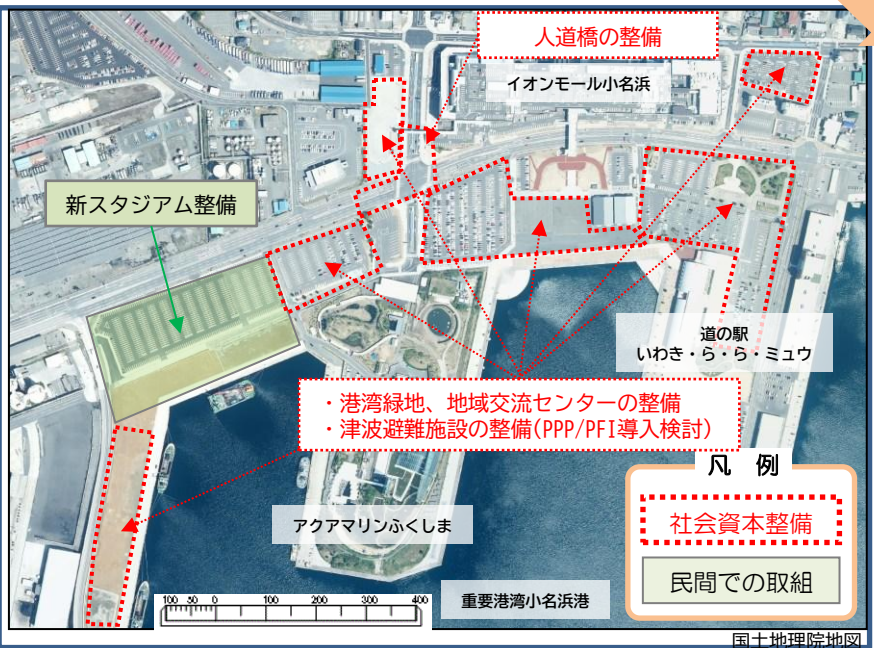 人道橋の整備
イオンモール小名浜
新スタジアム整備
道の駅
いわき・ら・ら・ミュウ
・港湾緑地、地域交流センターの整備
・津波避難施設の整備(PPP/PFI導入検討)
凡 例
社会資本整備
民間での取組
アクアマリンふくしま
重要港湾小名浜港
100 50 0 100 200 300 400
国土地理院地図